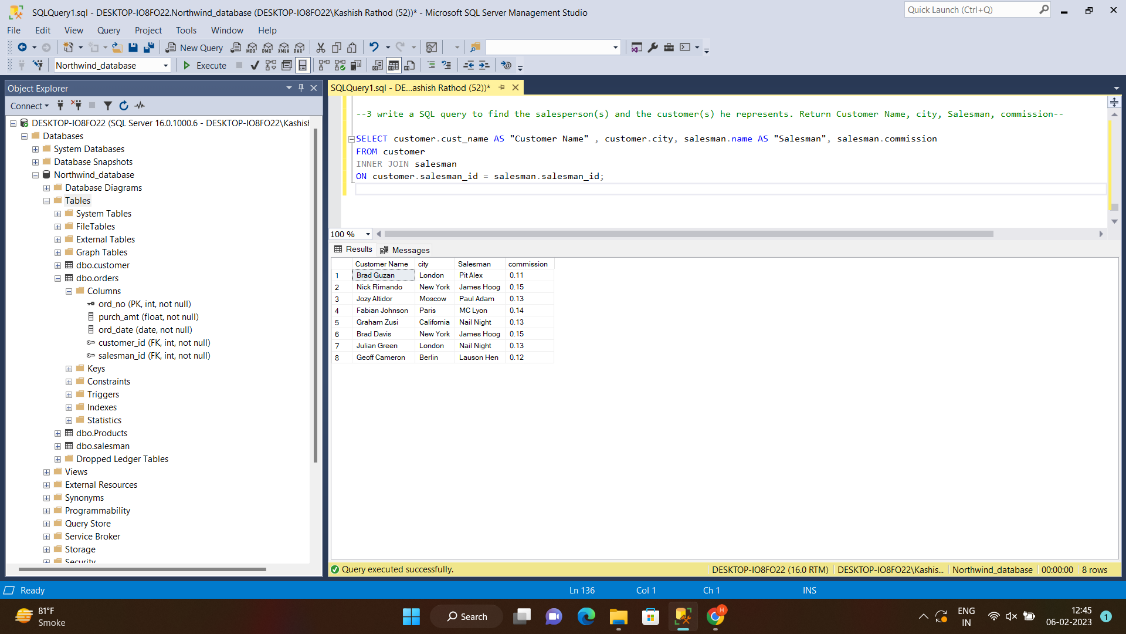 SQLQuery1.sql - DESKTOP-IO8FO22.Northwind_database (DESKTOP-IO8FO22\Kashish Rathod (52))* - Microsoft SQL Server Management Studio
Quick Launch (Ctrl+Q)
File Edit View Query Project Tools Window Help
New Query
Northwind_database
Execute
Object Explorer
SQLQuery1.sql - DE...ashish Rathod (52))*
Connect
DESKTOP-IO8FO22 (SQL Server 16.0.1000.6 - DESKTOP-IO8FO22\Kashisl
Databases
System Databases
Database Snapshots
Northwind_database
Database Diagrams
Tables
System Tables
FileTables
External Tables
Graph Tables
dbo.customer
dbo.orders
Columns
ord_no (PK, int, not null)
purch_amt (float, not null)
ord_date (date, not null)
customer_id (FK, int, not null)
salesman_id (FK, int, not null)
Keys
Constraints
Triggers
Indexes
Statistics
dbo.Products
dbo.salesman
Dropped Ledger Tables
Views
External Resources
Synonyms
Programmability
Query Store
Service Broker
Storage
Security
--3 write a SQL query to find the salesperson(s) and the customer(s) he represents. Return Customer Name, city, Salesman, commission--
SELECT customer.cust_name AS "Customer Name" , customer.city, salesman.name AS "Salesman", salesman.commission
FROM customer
INNER JOIN salesman
ON customer.salesman_id = salesman.salesman_id;
100 %
Results Messages
Customer Name city Salesman commission
1 Brad Guzan London Pit Alex 0.11
2 Nick Rimando New York James Hoog 0.15
3 Jozy Altidor Moscow Paul Adam 0.13
4 Fabian Johnson Paris MC Lyon 0.14
5 Graham Zusi California Nail Night 0.13
6 Brad Davis New York James Hoog 0.15
7 Julian Green London Nail Night 0.13
8 Geoff Cameron Berlin Lauson Hen 0.12
Query executed successfully.
DESKTOP-IO8FO22 (16.0 RTM) DESKTOP-IO8FO22\Kashis... Northwind_database 00:00:00 8 rows
Ready Ln 136 Col 1 Ch 1 INS
81°F
Smoke
Search
H
ENG
IN
12:45
06-02-2023
1